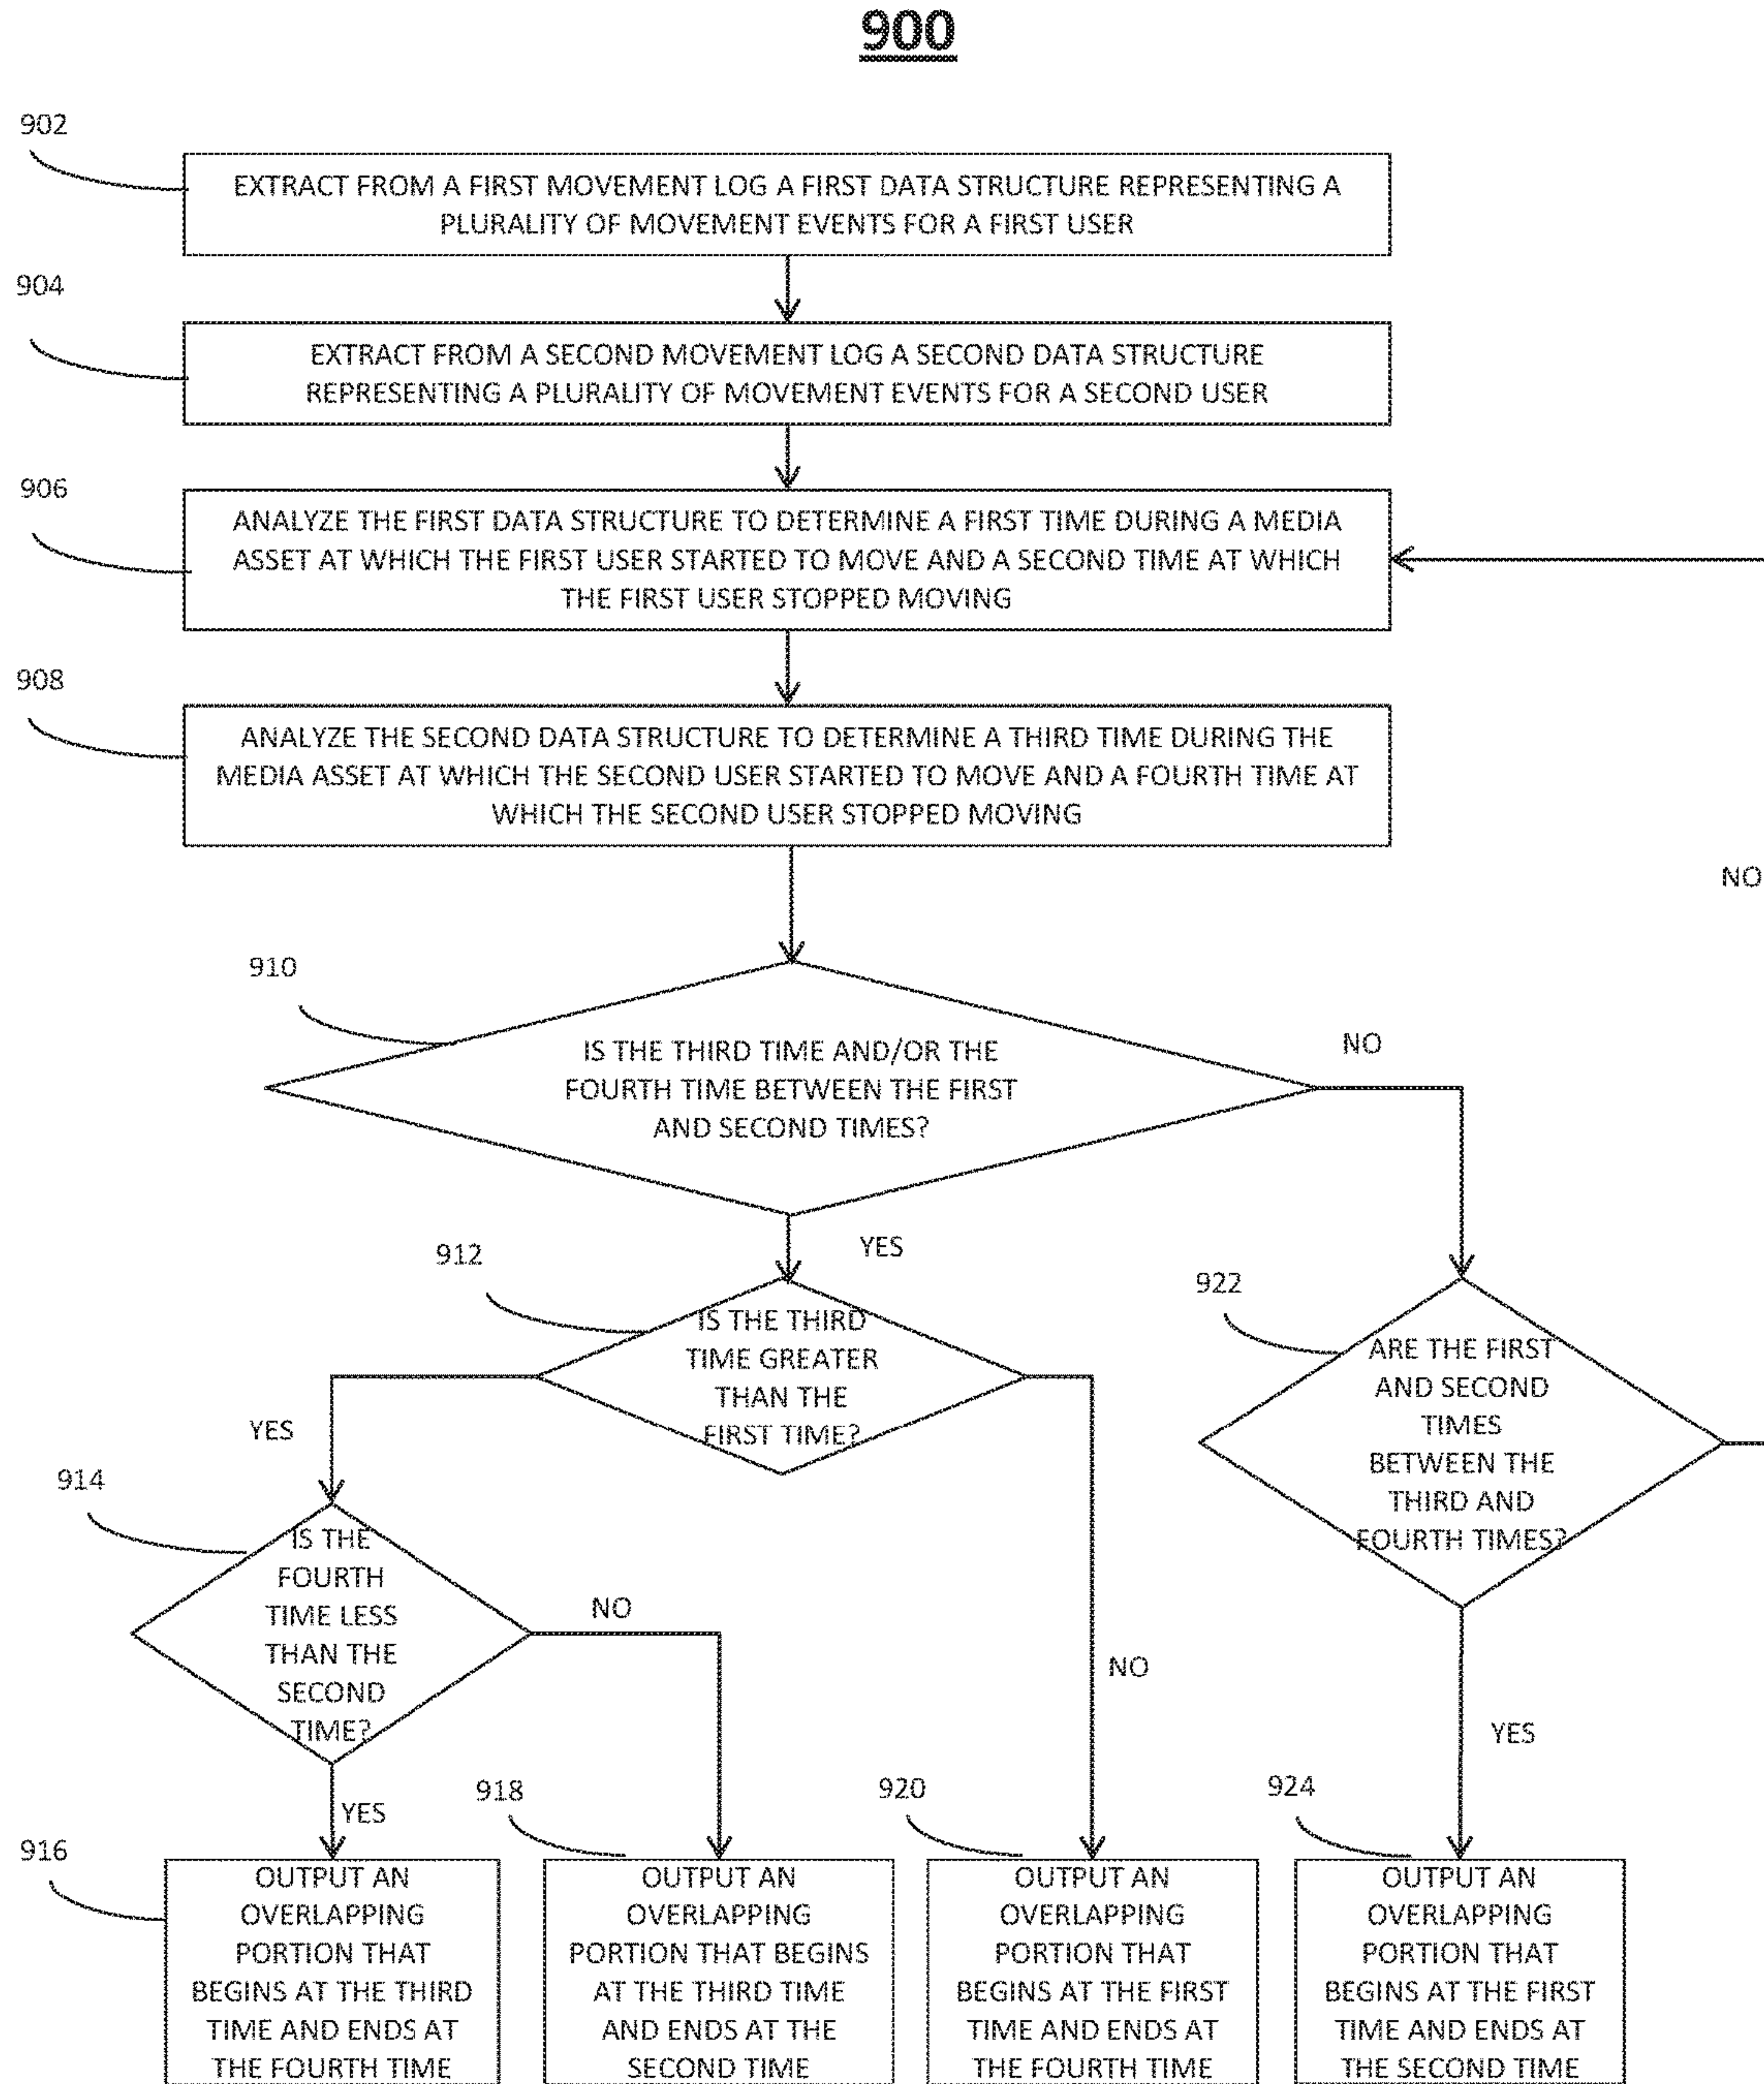 900
902
EXTRACT FROM A FIRST MOVEMENT LOG A FIRST DATA STRUCTURE REPRESENTING A
PLURALITY OF MOVEMENT EVENTS FOR A FIRST USER
904
EXTRACT FROM A SECOND MOVEMENT LOG A SECOND DATA STRUCTURE
REPRESENTING A PLURALITY OF MOVEMENT EVENTS FOR A SECOND USER
906
ANALYZE THE FIRST DATA STRUCTURE TO DETERMINE A FIRST TIME DURING A MEDIA
ASSET AT WHICH THE FIRST USER STARTED TO MOVE AND A SECOND TIME AT WHICH
THE FIRST USER STOPPED MOVING
908
ANALYZE THE SECOND DATA STRUCTURE TO DETERMINE A THIRD TIME DURING THE
MEDIA ASSET AT WHICH THE SECOND USER STARTED TO MOVE AND A FOURTH TIME AT
WHICH THE SECOND USER STOPPED MOVING
NO
910
IS THE THIRD TIME AND/OR THE
FOURTH TIME BETWEEN THE FIRST
AND SECOND TIMES?
NO
YES
912
IS THE THIRD
TIME GREATER
THAN THE
FIRST TIME?
922
ARE THE FIRST
AND SECOND
TIMES
BETWEEN THE
THIRD AND
FOURTH TIMES?
YES
914
IS THE
FOURTH
TIME LESS
THAN THE
SECOND
TIME?
NO
NO
YES
YES
916
OUTPUT AN
OVERLAPPING
PORTION THAT
BEGINS AT THE THIRD
TIME AND ENDS AT
THE FOURTH TIME
918
OUTPUT AN
OVERLAPPING
PORTION THAT BEGINS
AT THE THIRD TIME
AND ENDS AT THE
SECOND TIME
920
OUTPUT AN
OVERLAPPING
PORTION THAT
BEGINS AT THE FIRST
TIME AND ENDS AT
THE FOURTH TIME
924
OUTPUT AN
OVERLAPPING
PORTION THAT
BEGINS AT THE FIRST
TIME AND ENDS AT
THE SECOND TIME